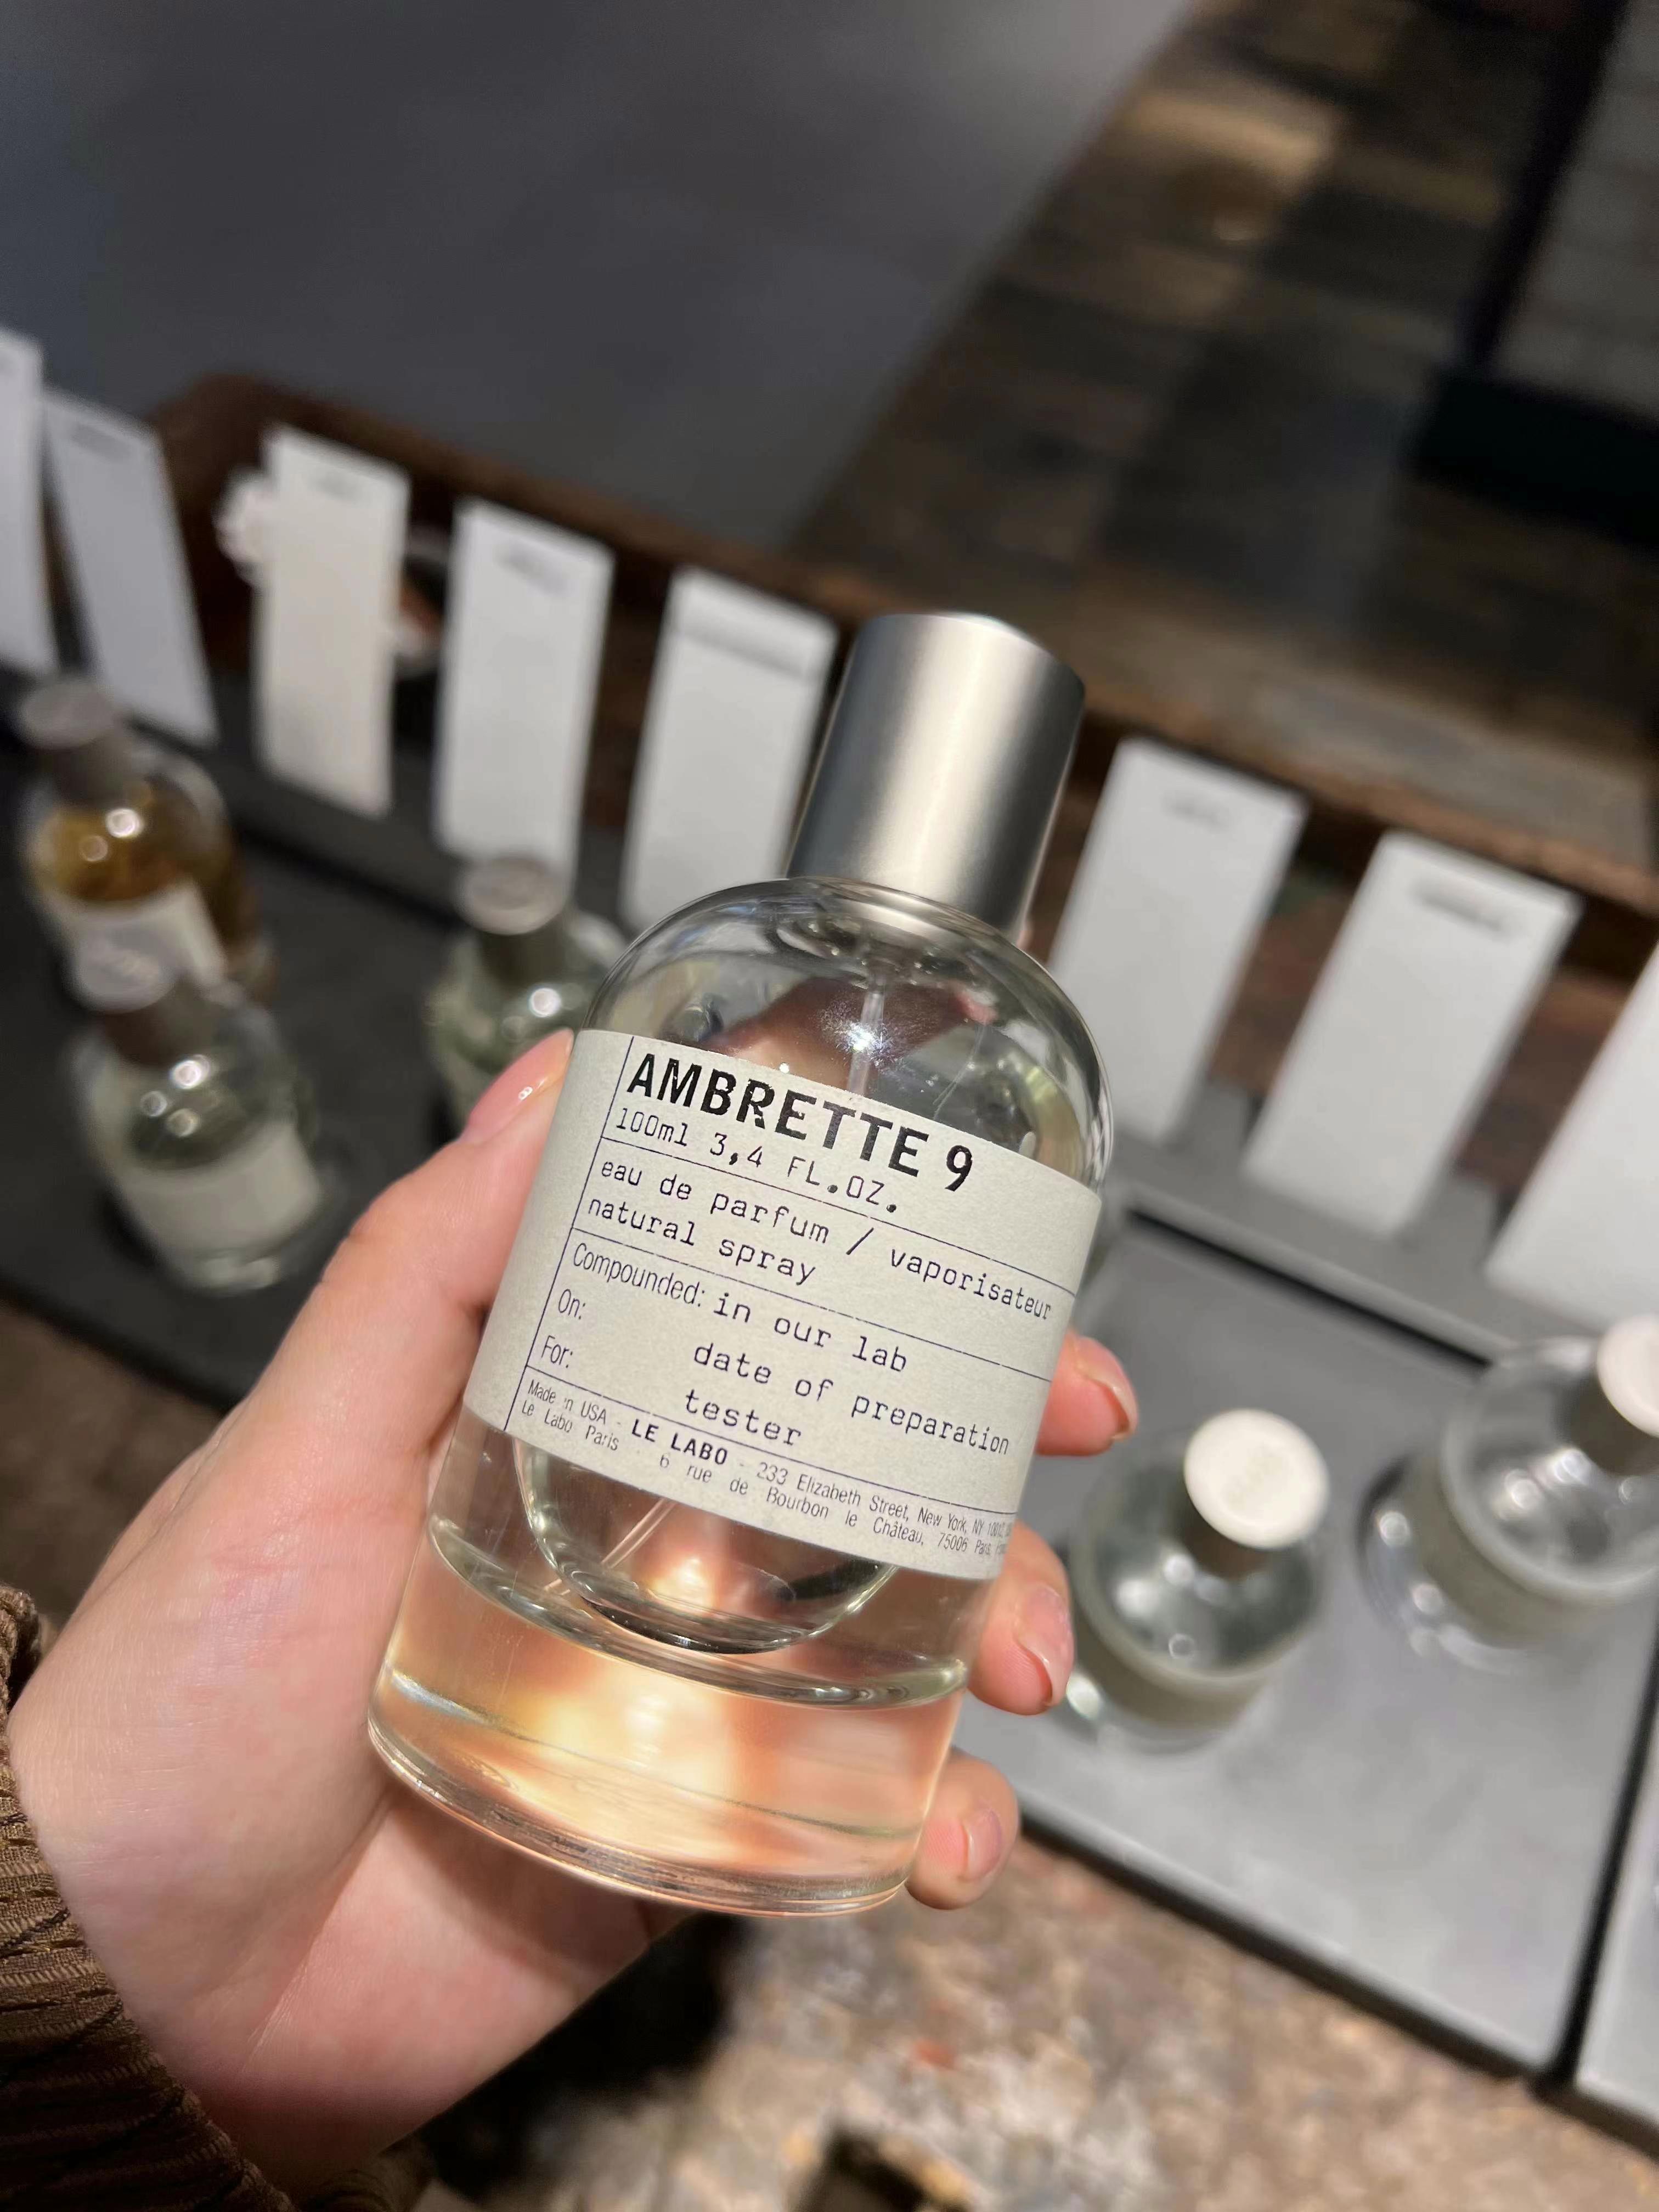 AMBRETTE 9
100ml 3,4 FL.OZ.
eau de parfum / vaporisateur
natural spray
Compounded: in our lab
On: date of preparation
For: tester
Made in USA - LE LABO - 233 Elizabeth Street, New York, NY
Le Labo Paris 6 rue de Bourbon le Château, 75006 Paris,